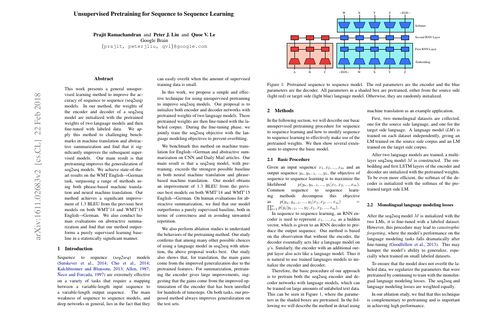 Unsupervised Pretraining for Sequence to Sequence Learning
Prajit Ramachandran and Peter J. Liu and Quoc V. Le
Google Brain
{prajit, peterjliu, qvl}@google.com
arXiv:1611.02683v2 [cs.CL] 22 Feb 2018
Abstract
This work presents a general unsupervised
learning method to improve the accuracy
of sequence to sequence (seq2seq)
models. In our method, the weights of
the encoder and decoder of a seq2seq
model are initialized with the pretrained
weights of two language models and then
fine-tuned with labeled data. We apply
this method to challenging benchmarks
in machine translation and abstractive
summarization and find that it significantly
improves the subsequent supervised
models. Our main result is that
pretraining improves the generalization of
seq2seq models. We achieve
results on the WMT English→German
task, surpassing a range of methods
using both phrase-based machine translation
and neural machine translation. Our
method achieves a significant improvement
of 1.3 BLEU from the previous best
models on both WMT'14 and WMT'15
English→German. We also conduct
human evaluations on abstractive summarization
and find that our method outperforms
a purely supervised learning baseline
in a statistically significant manner.
1 Introduction
Sequence to sequence (seq2seq) models
(Sutskever et al., 2014; Cho et al., 2014;
Kalchbrenner and Blunsom, 2013; Allen, 1987;
Neco and Forcada, 1997) are extremely effective
on a variety of tasks that require a mapping
between a variable-length input sequence to
a variable-length output sequence. The main
weakness of sequence to sequence models, and
deep networks in general, lies in the fact that they
can easily overfit when the amount of supervised
training data is small.
In this work, we propose a simple and effective
technique for using unsupervised pretraining to
improve seq2seq models. Our proposal is to
initialize both encoder and decoder networks with
pretrained weights of two language models. These
pretrained weights are then fine-tuned with the labeled
corpus. During the fine-tuning phase, we
jointly train the seq2seq objective with the language
modeling objectives to prevent overfitting.
We benchmark this method on machine translation
for English→German and abstractive summarization
on CNN and Daily Mail articles. Our
main result is that a seq2seq model, with pretraining,
exceeds the strongest possible baseline
in both neural machine translation and phrase-based
machine translation. Our model obtains
an improvement of 1.3 BLEU from the previous
best models on both WMT'14 and WMT'15
English→German. On human evaluations for
abstractive summarization, we find that our model
outperforms a purely supervised baseline, both in
terms of correctness and in avoiding unwanted
repetition.
We also perform ablation studies to understand
the behaviors of the pretraining method. Our study
confirms that among many other possible choices
of using a language model in seq2seq with attention,
the above proposal works best. Our study
also shows that, for translation, the main gains
come from the improved generalization due to the
pretrained features. For summarization, pretraining
the encoder gives large improvements, suggesting
that the gains come from the improved optimization
of the encoder that has been unrolled
for hundreds of timesteps. On both tasks, our proposed
method always improves generalization on
the test sets.
Softmax
Second RNN Layer
First RNN Layer
Embedding
Figure 1: Pretrained sequence to sequence model. The red parameters are the encoder and the blue
parameters are the decoder. All parameters in a shaded box are pretrained, either from the source side
(light red) or target side (light blue) language model. Otherwise, they are randomly initialized.
2 Methods
In the following section, we will describe our basic
unsupervised pretraining procedure for sequence
to sequence learning and how to modify sequence
to sequence learning to effectively make use of the
pretrained weights. We then show several extensions
to improve the basic model.
2.1 Basic Procedure
Given an input sequence
output sequence
sequence to sequence learning is to maximize the
likelihood
Common sequence to sequence learning
methods decompose this objective
In sequence to sequence learning, an RNN encoder
is used to represent as a hidden
vector, which is given to an RNN decoder to produce
the output sequence. Our method is based
on the observation that without the encoder, the
decoder essentially acts like a language model on
y's. Similarly, the encoder with an additional output
layer also acts like a language model. Thus it
is natural to use trained languages models to initialize
the encoder and decoder.
Therefore, the basic procedure of our approach
is to pretrain both the seq2seq encoder and decoder
networks with language models, which can
be trained on large amounts of unlabeled text data.
This can be seen in Figure 1, where the parameters
in the shaded boxes are pretrained. In the following
we will describe the method in detail using
machine translation as an example application.
First, two monolingual datasets are collected,
one for the source side language, and one for the
target side language. A language model (LM) is
trained on each dataset independently, giving an
LM trained on the source side corpus and an LM
trained on the target side corpus.
After two language models are trained, a multi-layer
seq2seq model M is constructed. The embedding
and first LSTM layers of the encoder and
decoder are initialized with the pretrained weights.
To be even more efficient, the softmax of the decoder
is initialized with the softmax of the pretrained
target side LM.
2.2 Monolingual language modeling losses
After the seq2seq model M is initialized with the
two LMs, it is fine-tuned with a labeled dataset.
However, this procedure may lead to catastrophic
forgetting, where the model's performance on the
language modeling tasks falls dramatically after
fine-tuning (Goodfellow et al., 2013). This may
hamper the model's ability to generalize, especially
when trained on small labeled datasets.
To ensure that the model does not overfit the labeled
data, we regularize the parameters that were
pretrained by continuing to train with the monolingual
language modeling losses. The seq2seq and
language modeling losses are weighted equally.
In our ablation study, we find that this technique
is complementary to pretraining and is important
in achieving high performance.